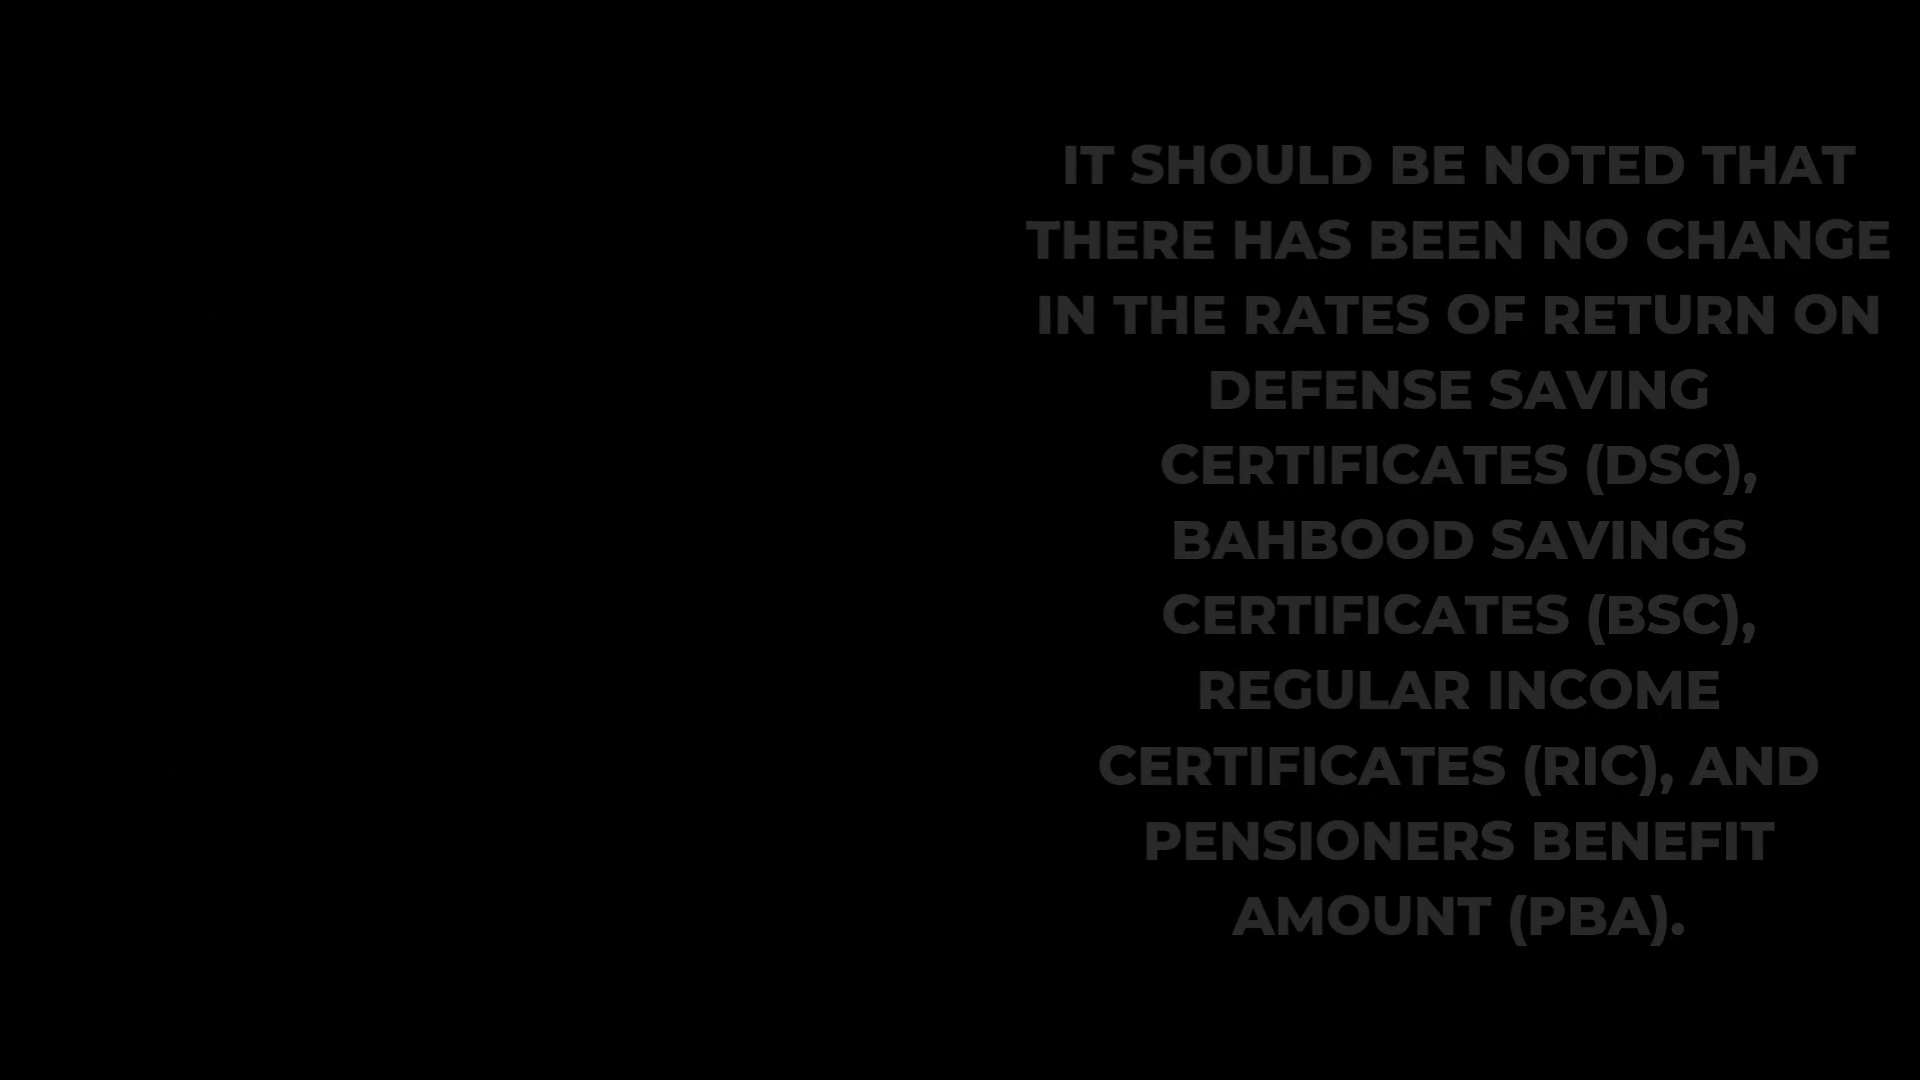 IT SHOULD BE NOTED THAT
THERE HAS BEEN NO CHANGE
IN THE RATES OF RETURN ON
DEFENSE SAVING
CERTIFICATES (DSC),
BAHBOOD SAVINGS
CERTIFICATES (BSC),
REGULAR INCOME
CERTIFICATES (RIC), AND
PENSIONERS BENEFIT
AMOUNT (PBA).